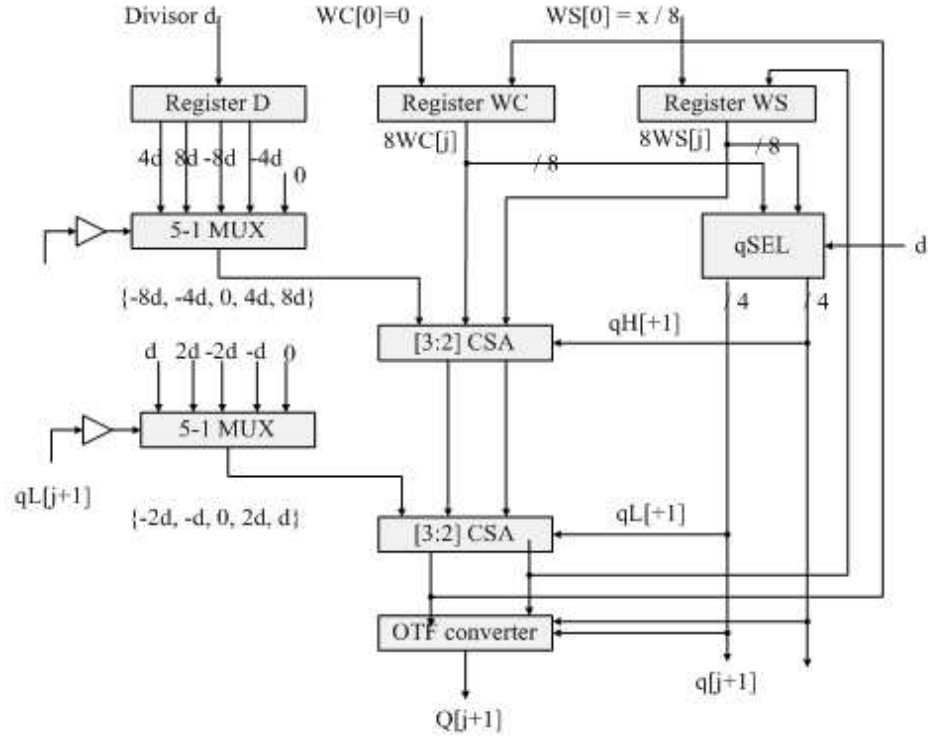 Divisor d
WC[0]=0
WS[0] = x / 8
Register D
Register WC
Register WS
8WC[j]
8WS[j]
4d 8d -8d -4d
0
/ 8
/ 8
5-1 MUX
qSEL
d
{-8d, -4d, 0, 4d, 8d}
/ 4
/ 4
qH[+1]
[3:2] CSA
d 2d -2d -d 0
5-1 MUX
qL[j+1]
{-2d, -d, 0, 2d, d}
qL[+1]
[3:2] CSA
OTF converter
q[j+1]
Q[j+1]